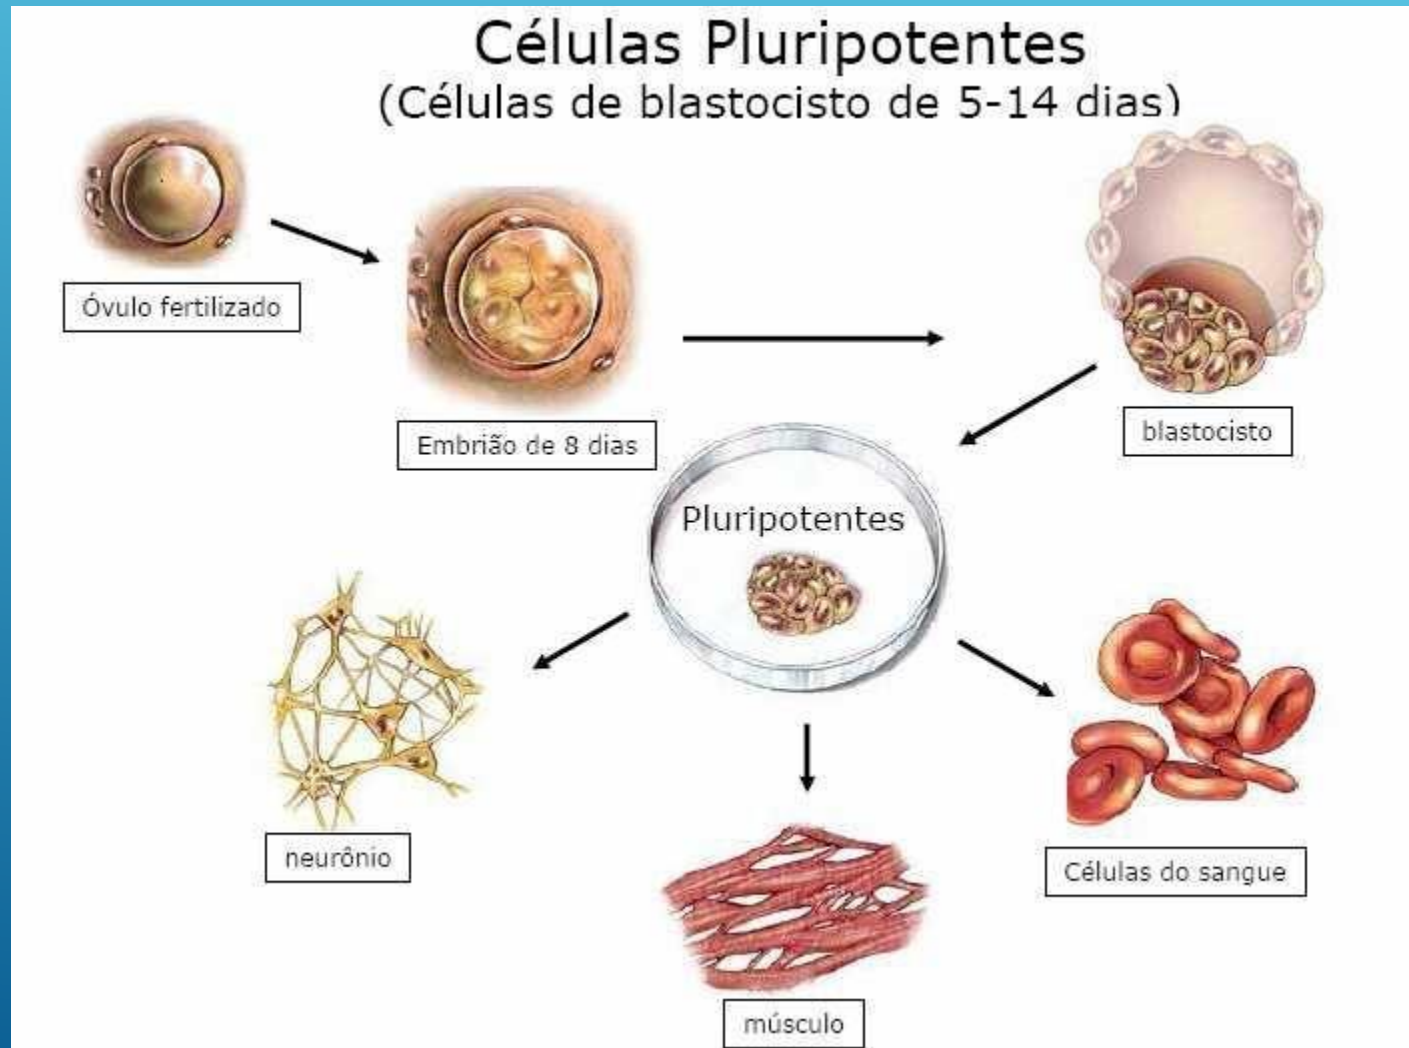 Células Pluripotentes
(Células de blastocisto de 5-14 dias)
Óvulo fertilizado
Embrião de 8 dias
blastocisto
Pluripotentes
neurônio
Células do sangue
músculo